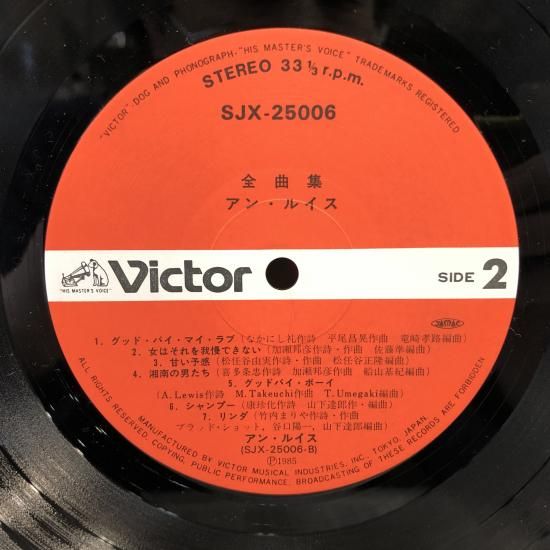 "VICTOR"-DOG AND PHONOGRAPH-"HIS MASTER'S VOICE" TRADEMARKS REGISTERED
STEREO 33 1/3 r.p.m.
SJX-25006
全曲集
アン・ルイス
"HIS MASTER'S VOICE"
Victor
SIDE 2
JASRAC
1. グッド・バイ・マイ・ラブ (なかにし礼作詩 平尾昌晃作曲 竜崎孝路編曲)
2. 女はそれを我慢できない (加瀬邦彦作詩・作曲 佐藤準編曲)
3. 甘い予感 (松任谷由実作詩・作曲 松任谷正隆編曲)
4. 湘南の男たち (喜多条忠作詩 加瀬邦彦作曲 船山基紀編曲)
5. グッドバイ・ボーイ
(A. Lewis作詩 M. Takeuchi作曲 T. Umegaki編曲)
6. シャンプー (康珍化作詩 山下達郎作・編曲)
7. リンダ (竹内まりや作詩・作曲
ブラッド・ショット、谷口陽一、山下達郎編曲)
アン・ルイス
(SJX-25006-B)
Ⓟ1985
MANUFACTURED BY VICTOR MUSICAL INDUSTRIES, INC., TOKYO, JAPAN
ALL RIGHTS RESERVED. COPYING, PUBLIC PERFORMANCE, BROADCASTING OF THESE RECORDS ARE FORBIDDEN